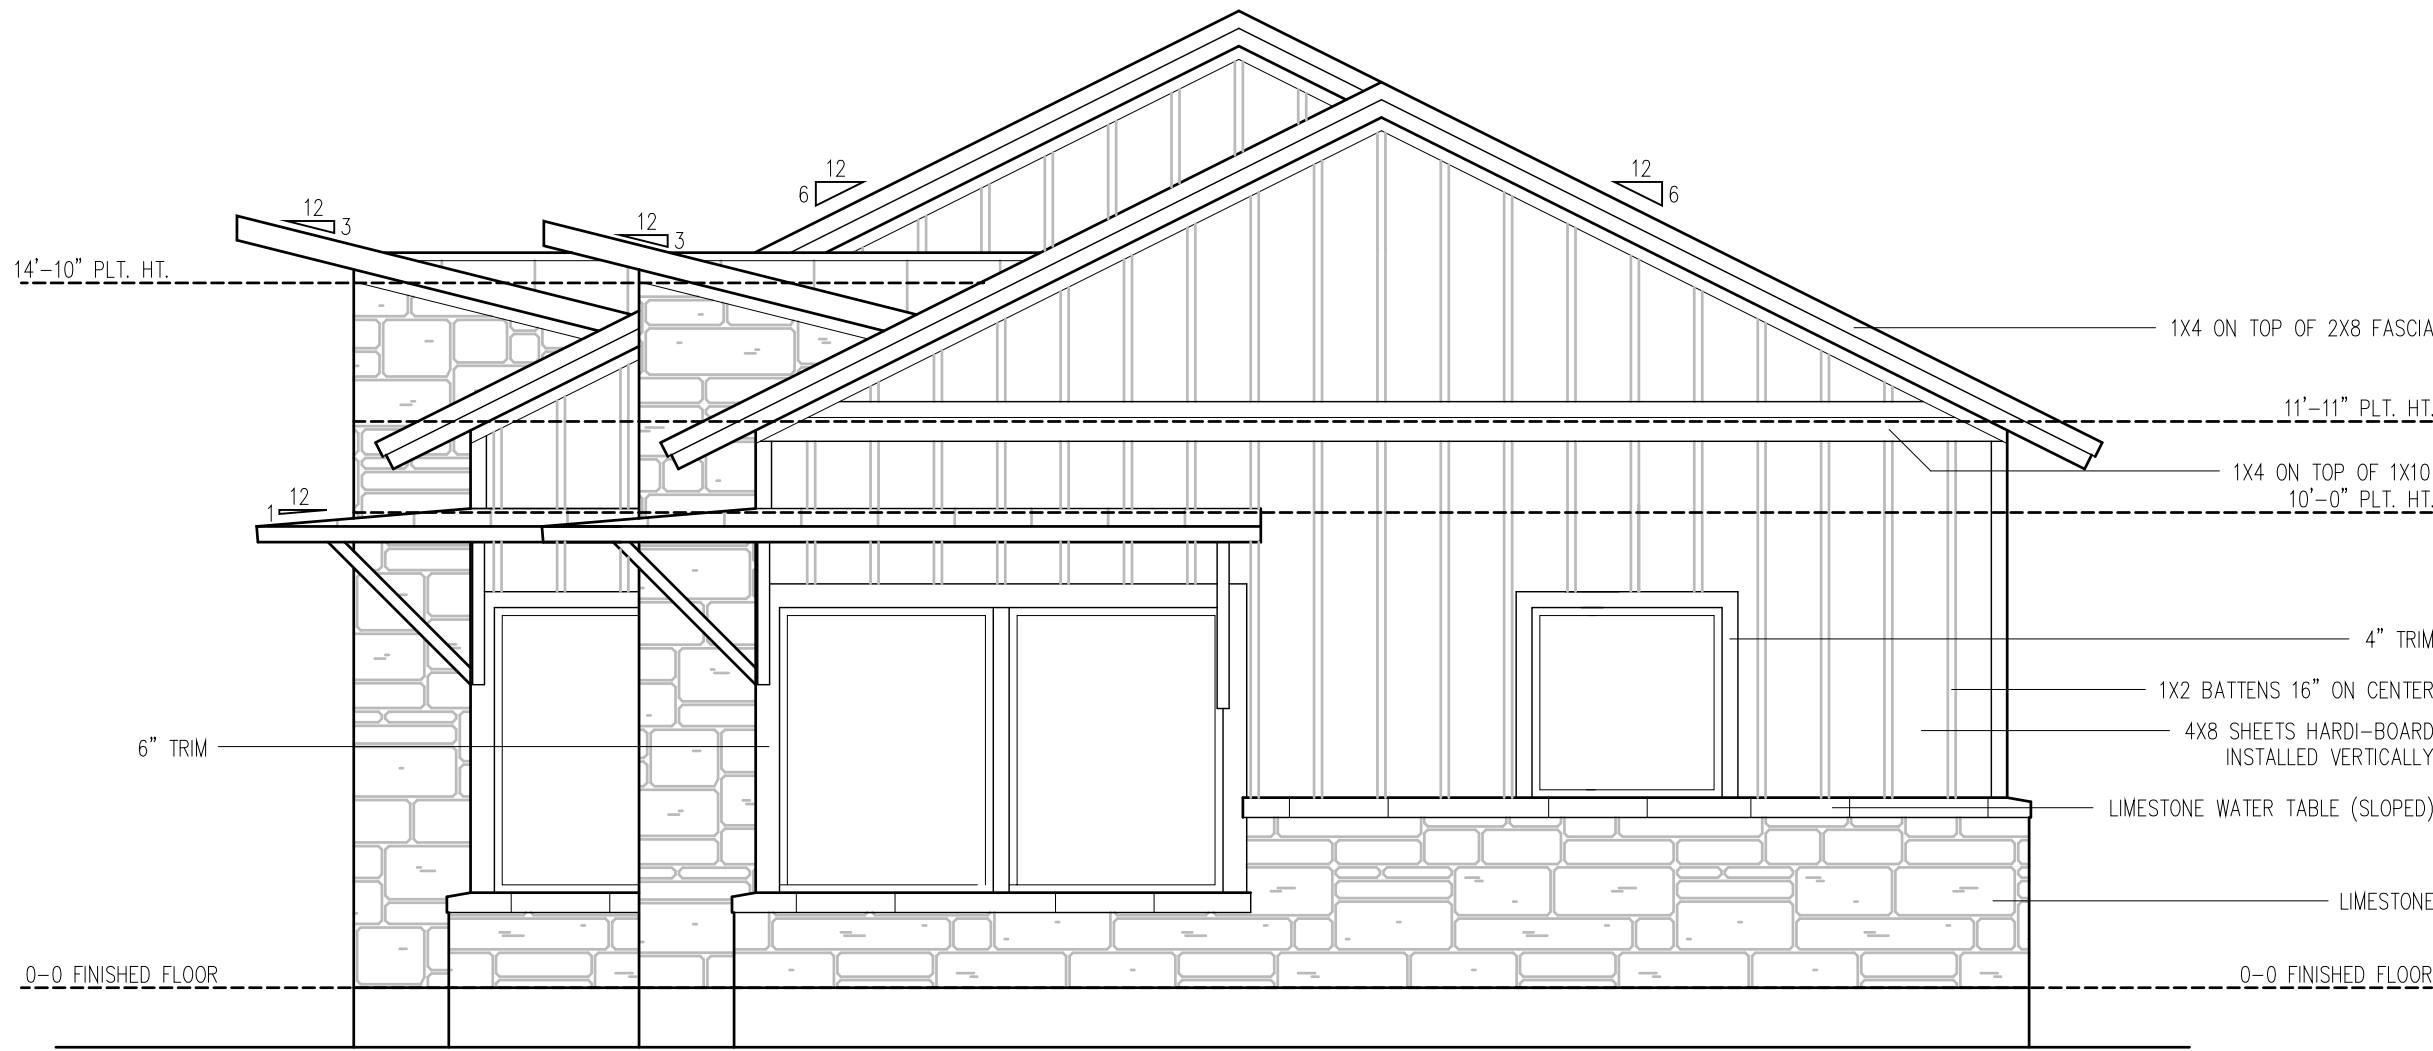 12
6
12
6
12
3
12
3
14'-10" PLT. HT.
1X4 ON TOP OF 2X8 FASCIA
11'-11" PLT. HT.
1X4 ON TOP OF 1X10
10'-0" PLT. HT.
12
1
4" TRIM
1X2 BATTENS 16" ON CENTER
4X8 SHEETS HARDI-BOARD
INSTALLED VERTICALLY
6" TRIM
LIMESTONE WATER TABLE (SLOPED)
LIMESTONE
0-0 FINISHED FLOOR
0-0 FINISHED FLOOR